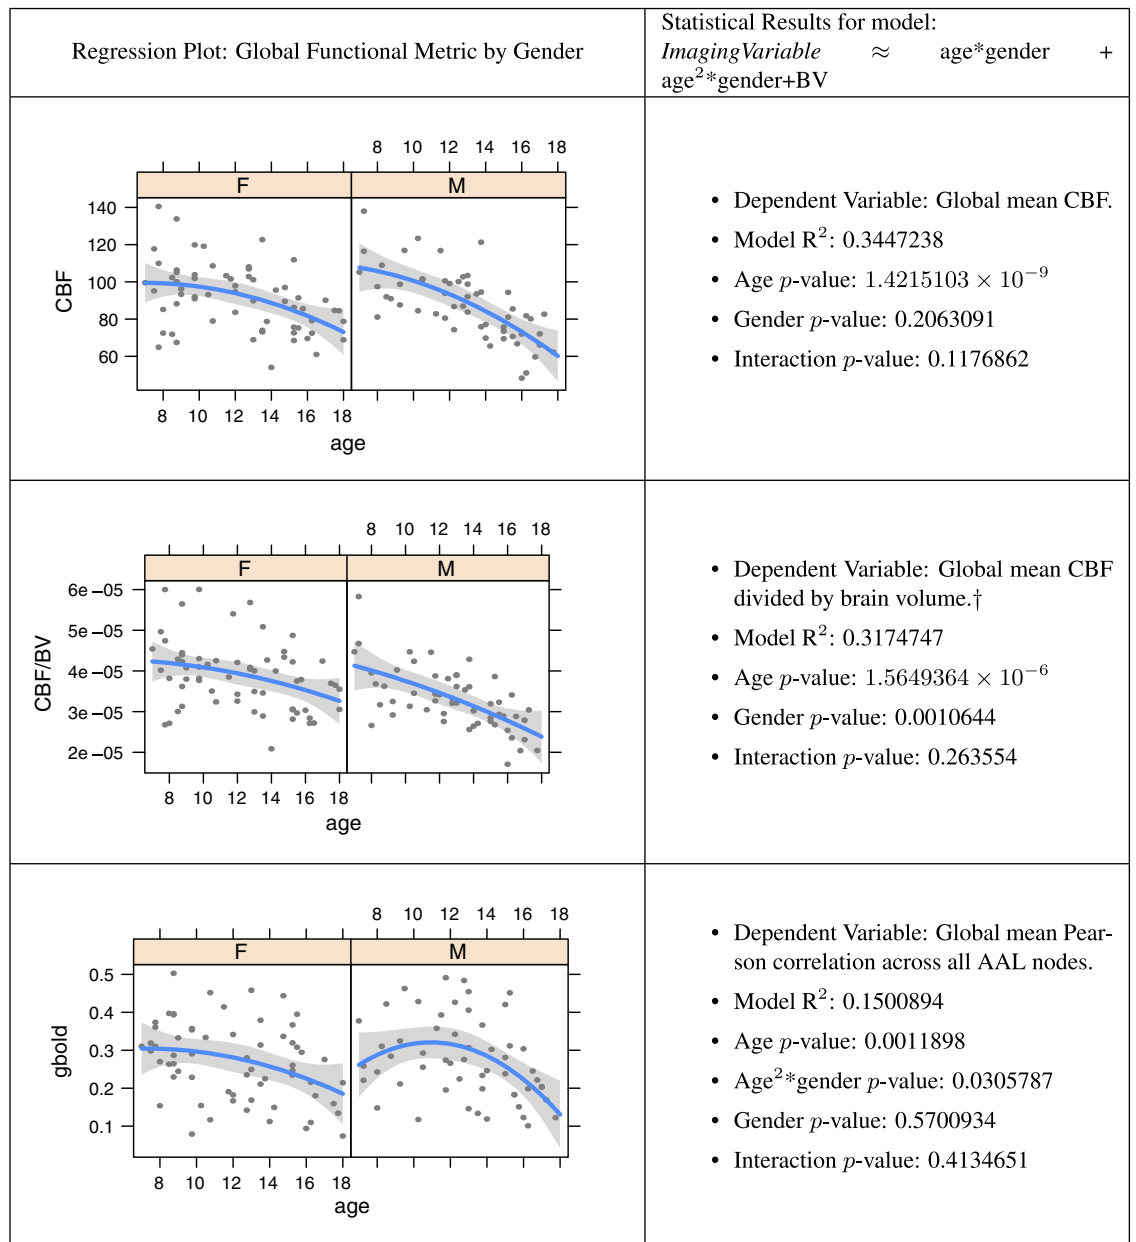 Regression Plot: Global Functional Metric by Gender
Statistical Results for model:
ImagingVariable ≈ age*gender +
age²*gender+BV
8 10 12 14 16 18
F M
140
120
100
80
60
CBF
8 10 12 14 16 18
age
• Dependent Variable: Global mean CBF.
• Model R²: 0.3447238
• Age p-value: 1.4215103 × 10⁻⁹
• Gender p-value: 0.2063091
• Interaction p-value: 0.1176862
8 10 12 14 16 18
F M
6e−05
5e−05
4e−05
3e−05
2e−05
CBF/BV
8 10 12 14 16 18
age
• Dependent Variable: Global mean CBF
divided by brain volume.†
• Model R²: 0.3174747
• Age p-value: 1.5649364 × 10⁻⁶
• Gender p-value: 0.0010644
• Interaction p-value: 0.263554
8 10 12 14 16 18
F M
0.5
0.4
0.3
0.2
0.1
gbold
8 10 12 14 16 18
age
• Dependent Variable: Global mean Pear-
son correlation across all AAL nodes.
• Model R²: 0.1500894
• Age p-value: 0.0011898
• Age²*gender p-value: 0.0305787
• Gender p-value: 0.5700934
• Interaction p-value: 0.4134651